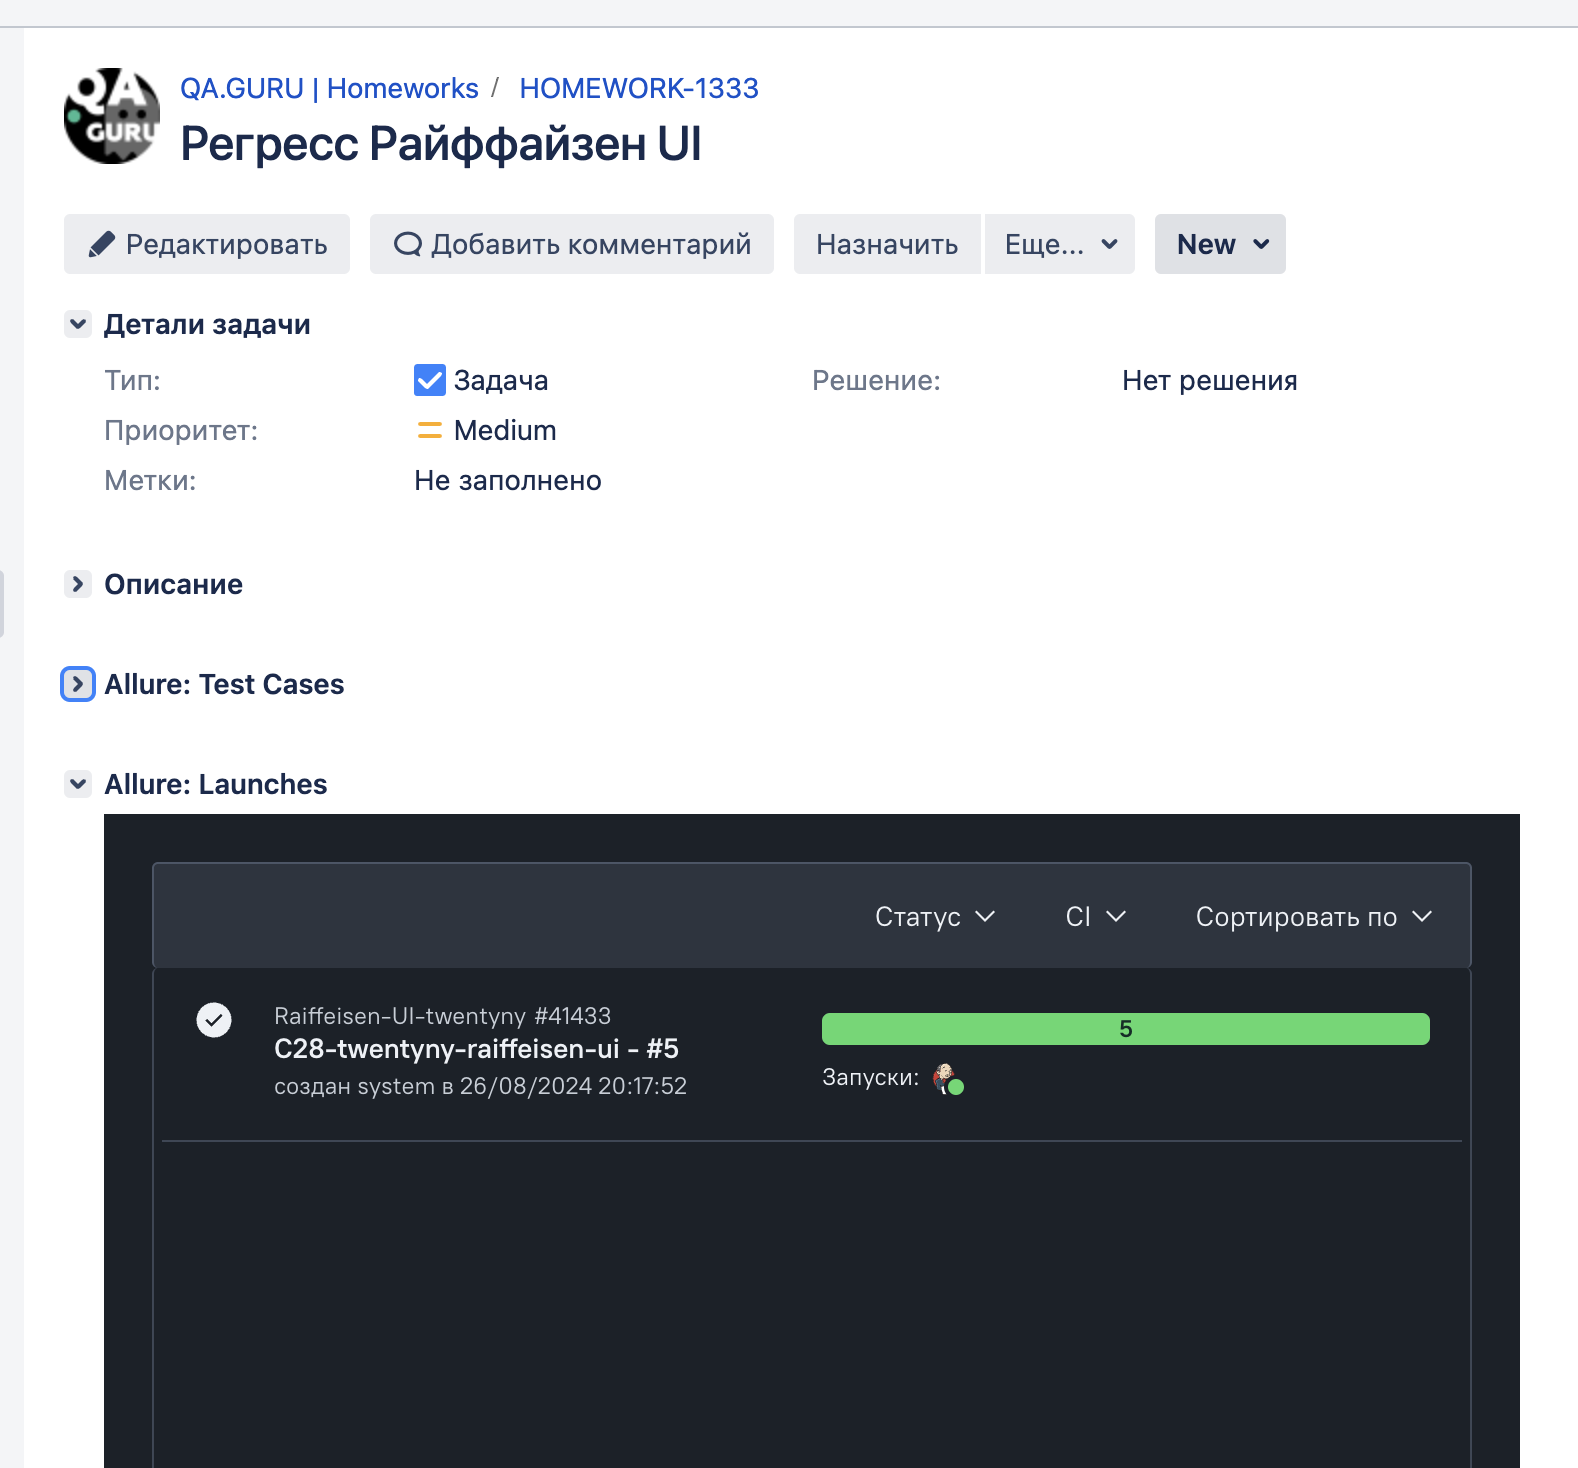 QA
GURU
QA.GURU | Homeworks / HOMEWORK-1333
Регресс Райффайзен UI
Редактировать Добавить комментарий Назначить Еще... New
Детали задачи
Тип: Задача Решение: Нет решения
Приоритет: Medium
Метки: Не заполнено
Описание
Allure: Test Cases
Allure: Launches
Статус CI Сортировать по
Raiffeisen-UI-twentyny #41433
C28-twentyny-raiffeisen-ui - #5
создан system в 26/08/2024 20:17:52
5
Запуски: